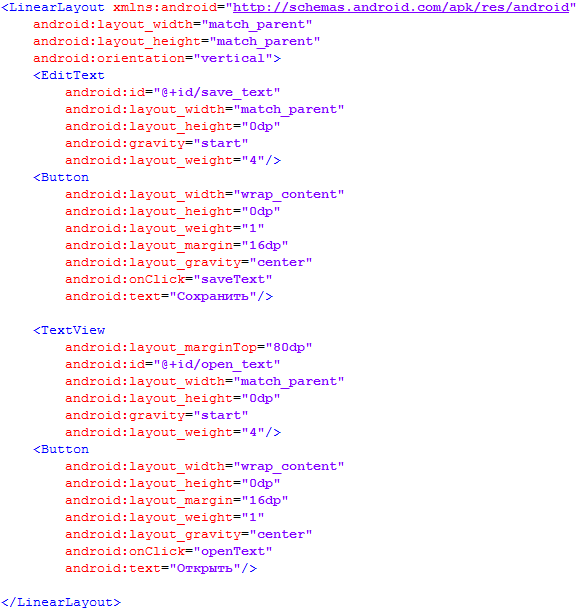 <LinearLayout xmlns:android="http://schemas.android.com/apk/res/android"
    android:layout_width="match_parent"
    android:layout_height="match_parent"
    android:orientation="vertical">
    <EditText
        android:id="@+id/save_text"
        android:layout_width="match_parent"
        android:layout_height="0dp"
        android:gravity="start"
        android:layout_weight="4"/>
    <Button
        android:layout_width="wrap_content"
        android:layout_height="0dp"
        android:layout_weight="1"
        android:layout_margin="16dp"
        android:layout_gravity="center"
        android:onClick="saveText"
        android:text="Сохранить"/>

    <TextView
        android:layout_marginTop="80dp"
        android:id="@+id/open_text"
        android:layout_width="match_parent"
        android:layout_height="0dp"
        android:gravity="start"
        android:layout_weight="4"/>
    <Button
        android:layout_width="wrap_content"
        android:layout_height="0dp"
        android:layout_margin="16dp"
        android:layout_weight="1"
        android:layout_gravity="center"
        android:onClick="openText"
        android:text="Открыть"/>

</LinearLayout>